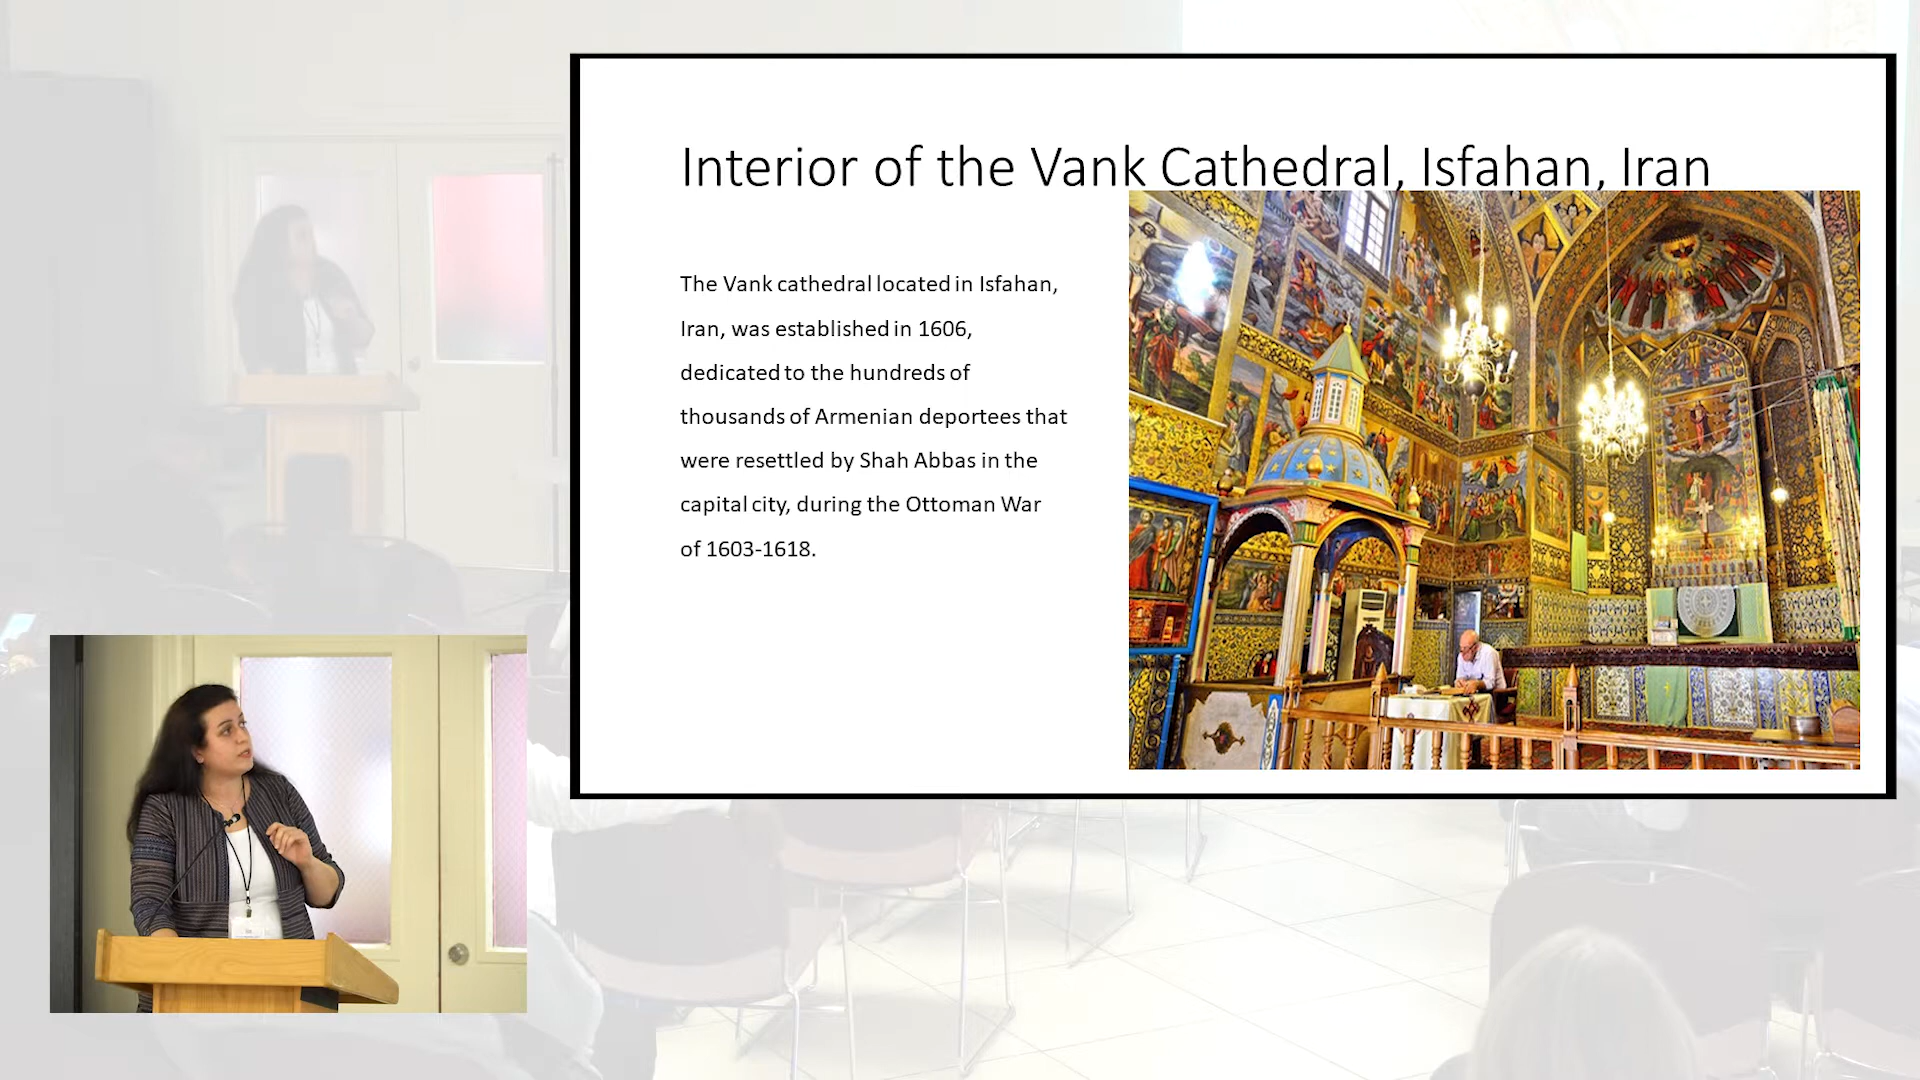 Interior of the Vank Cathedral, Isfahan, Iran
The Vank cathedral located in Isfahan,
Iran, was established in 1606,
dedicated to the hundreds of
thousands of Armenian deportees that
were resettled by Shah Abbas in the
capital city, during the Ottoman War
of 1603-1618.